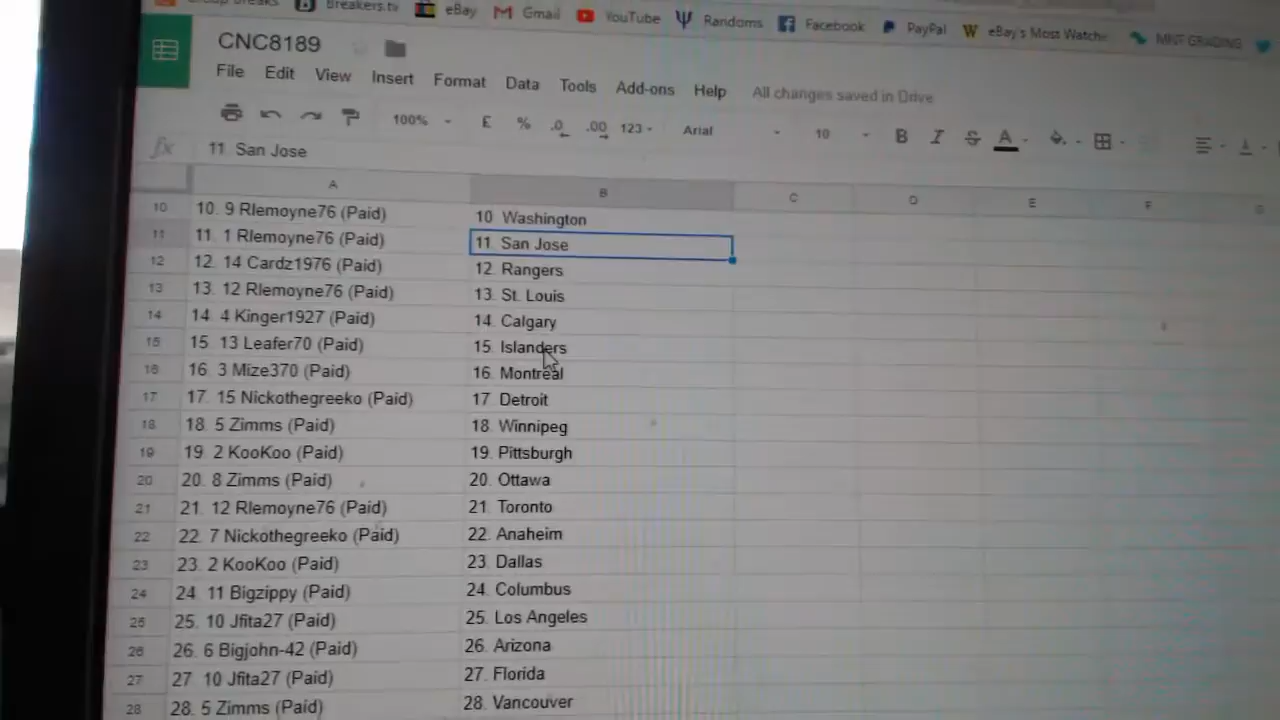 Breakers.tv eBay Gmail YouTube Randoms Facebook PayPal eBay's Most Watche MNT GRADING
CNC8189
File Edit View Insert Format Data Tools Add-ons Help All changes saved in Drive
100% £ % .0 .00 123 Arial 10 B I S A
fx 11. San Jose
A B C D E F G
10 10. 9 Rlemoyne76 (Paid) 10 Washington
11 11. 1 Rlemoyne76 (Paid) 11. San Jose
12 12. 14 Cardz1976 (Paid) 12. Rangers
13 13. 12 Rlemoyne76 (Paid) 13. St. Louis
14 14. 4 Kinger1927 (Paid) 14. Calgary
15 15 13 Leafer70 (Paid) 15. Islanders
16 16. 3 Mize370 (Paid) 16. Montreal
17 17. 15 Nickothegreeko (Paid) 17 Detroit
18 18. 5 Zimms (Paid) 18. Winnipeg
19 19. 2 KooKoo (Paid) 19. Pittsburgh
20 20. 8 Zimms (Paid) 20. Ottawa
21 21. 12 Rlemoyne76 (Paid) 21. Toronto
22 22. 7 Nickothegreeko (Paid) 22. Anaheim
23 23. 2 KooKoo (Paid) 23. Dallas
24 24 11 Bigzippy (Paid) 24. Columbus
25 25. 10 Jfita27 (Paid) 25. Los Angeles
26 26. 6 Bigjohn-42 (Paid) 26. Arizona
27 27 10 Jfita27 (Paid) 27. Florida
28 28. 5 Zimms (Paid) 28. Vancouver